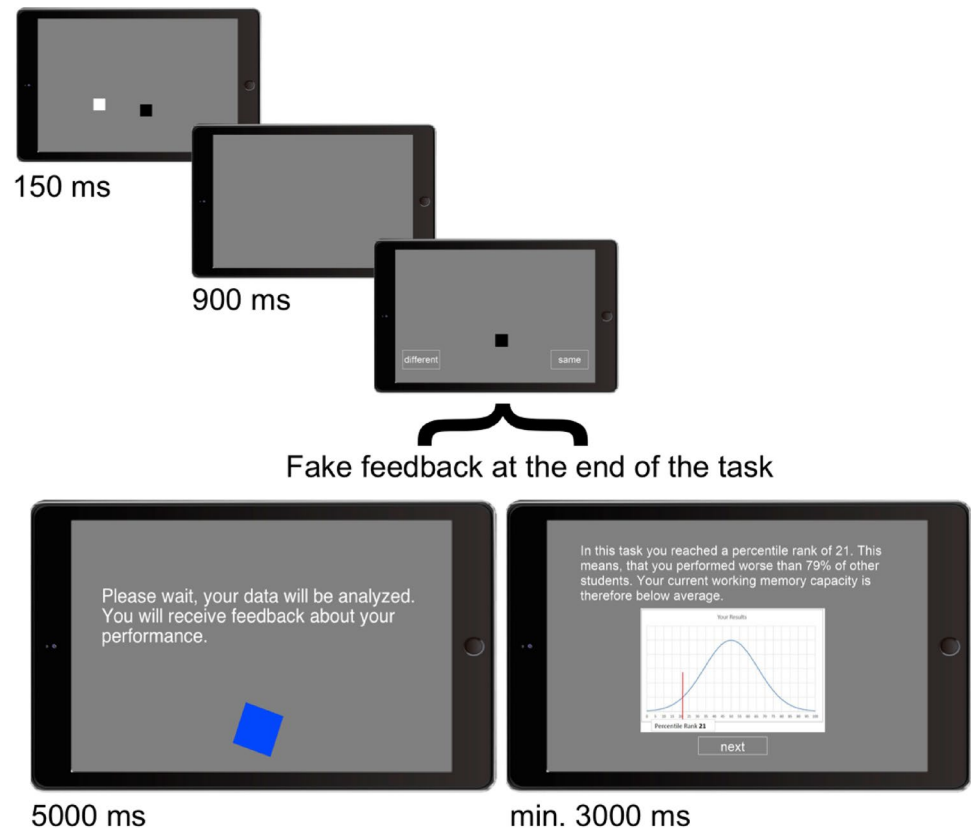 150 ms
900 ms
different
same
Fake feedback at the end of the task
Please wait, your data will be analyzed.
You will receive feedback about your
performance.
5000 ms
In this task you reached a percentile rank of 21. This
means, that you performed worse than 79% of other
students. Your current working memory capacity is
therefore below average.
Your Results
Percentile Rank 21
next
min. 3000 ms